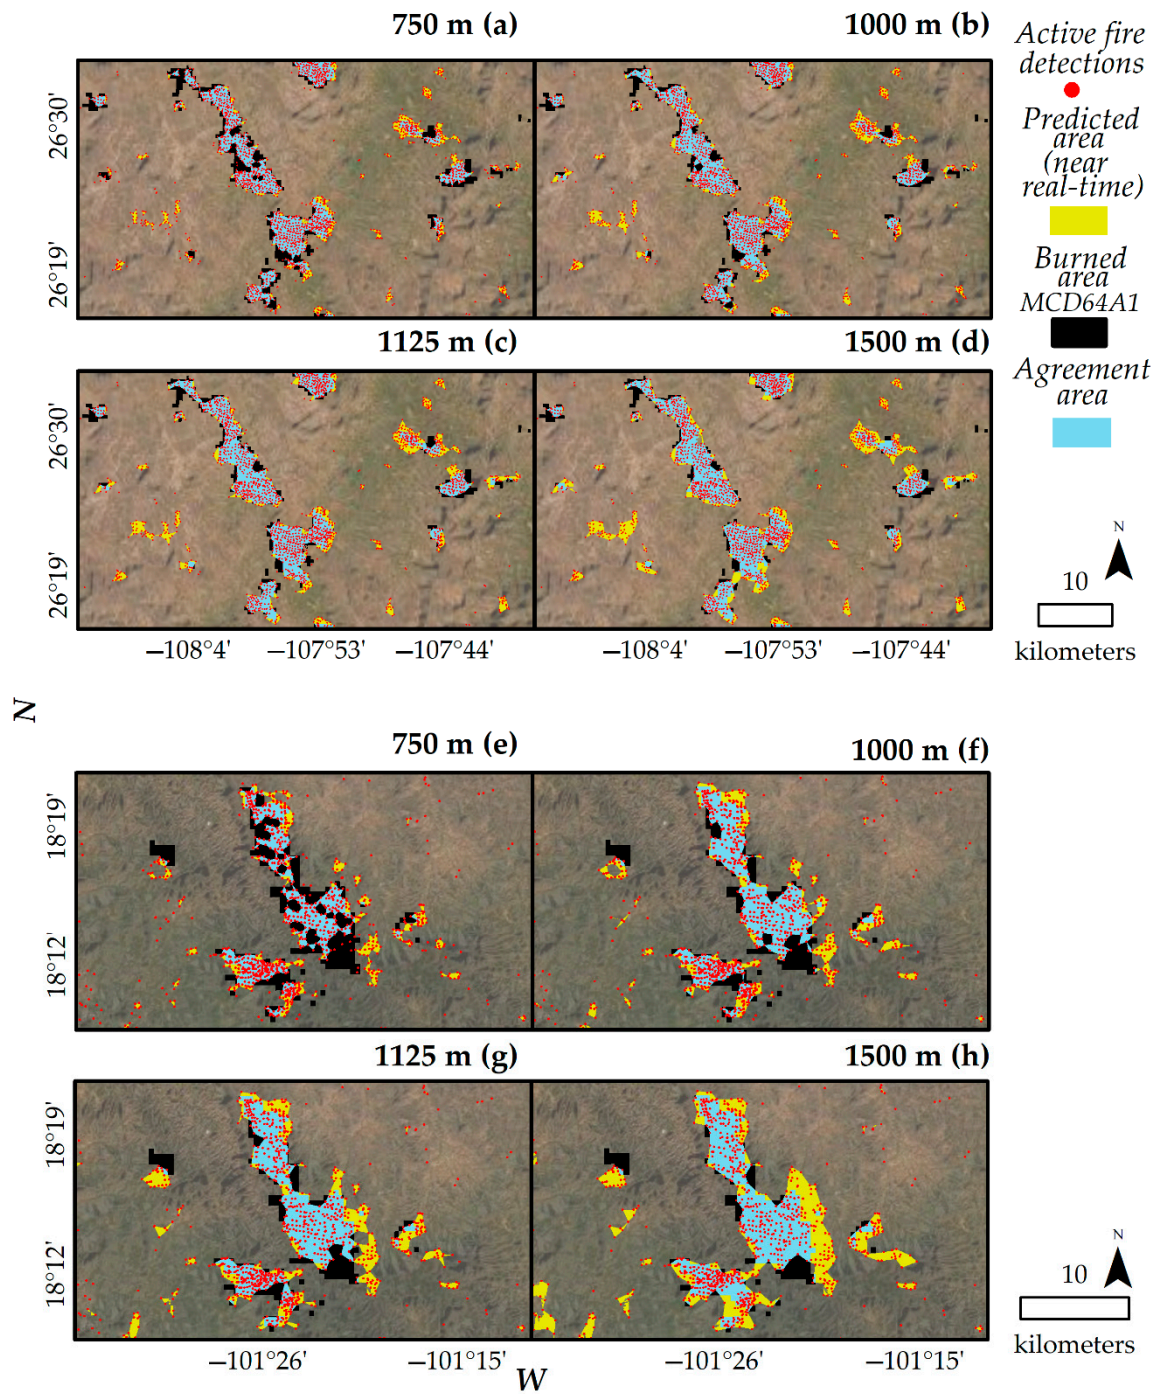 750 m (a)
1000 m (b)
Active fire
detections
Predicted
area
(near
real-time)
Burned
area
MCD64A1
Agreement
area
26°30'
26°19'
1125 m (c)
1500 m (d)
26°30'
26°19'
N
10
kilometers
−108°4'
−107°53'
−107°44'
−108°4'
−107°53'
−107°44'
N
750 m (e)
1000 m (f)
18°19'
18°12'
1125 m (g)
1500 m (h)
18°19'
18°12'
N
10
kilometers
−101°26'
−101°15'
−101°26'
−101°15'
W